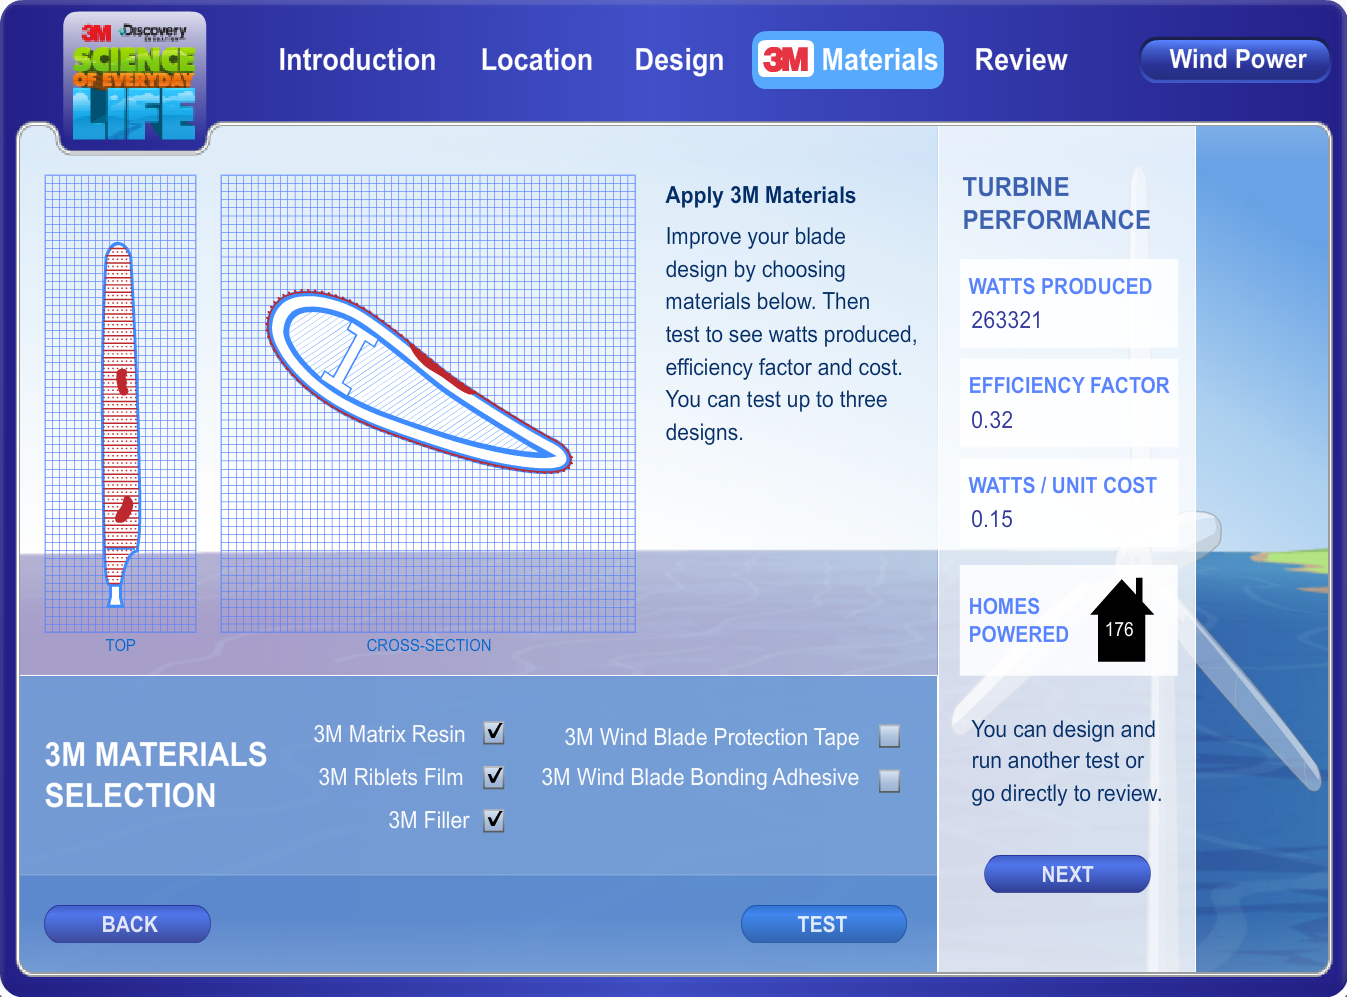 3M Discovery
EDUCATION
SCIENCE
OF EVERYDAY
LIFE
Introduction
Location
Design
3M Materials
Review
Wind Power
TOP
CROSS-SECTION
Apply 3M Materials
Improve your blade
design by choosing
materials below. Then
test to see watts produced,
efficiency factor and cost.
You can test up to three
designs.
TURBINE
PERFORMANCE
WATTS PRODUCED
263321
EFFICIENCY FACTOR
0.32
WATTS / UNIT COST
0.15
HOMES
POWERED
176
You can design and
run another test or
go directly to review.
NEXT
3M MATERIALS
SELECTION
3M Matrix Resin
3M Riblets Film
3M Filler
3M Wind Blade Protection Tape
3M Wind Blade Bonding Adhesive
BACK
TEST